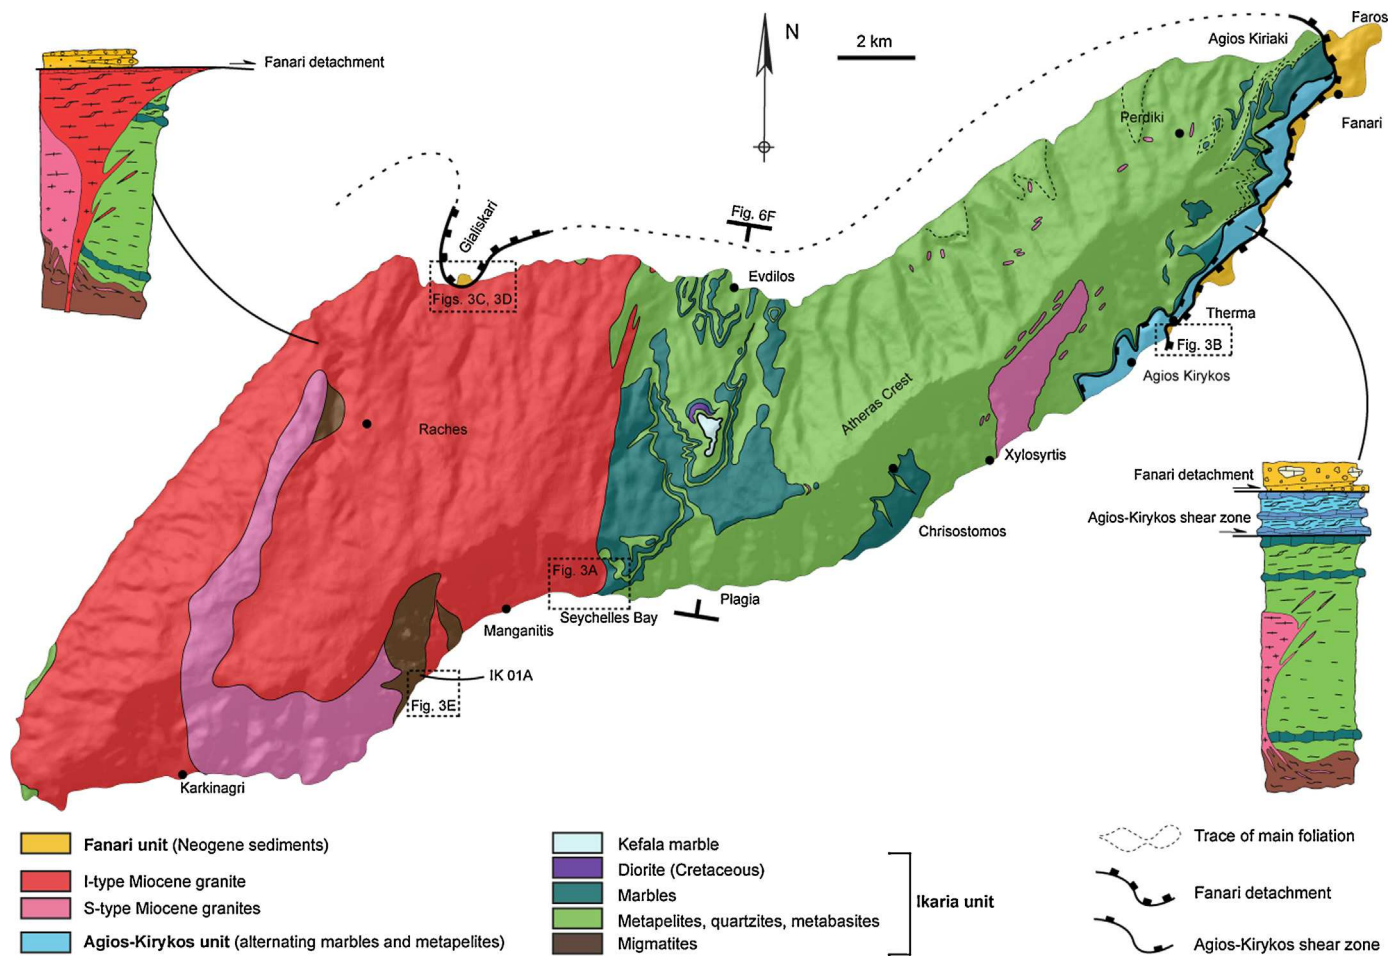 Faros
N
2 km
Agios Kiriaki
Fanari detachment
Fanari
Perdiki
Gialiskari
Fig. 6F
Evdilos
Figs. 3C, 3D
Therma
Fig. 3B
Agios Kirykos
Atheras Crest
Raches
Xylosyrtis
Fanari detachment
Agios-Kirykos shear zone
Chrisostomos
Fig. 3A
Plagia
Seychelles Bay
Manganitis
IK 01A
Fig. 3E
Karkinagri
Fanari unit (Neogene sediments)
I-type Miocene granite
S-type Miocene granites
Agios-Kirykos unit (alternating marbles and metapelites)
Kefala marble
Diorite (Cretaceous)
Marbles
Metapelites, quartzites, metabasites
Migmatites
Ikaria unit
Trace of main foliation
Fanari detachment
Agios-Kirykos shear zone